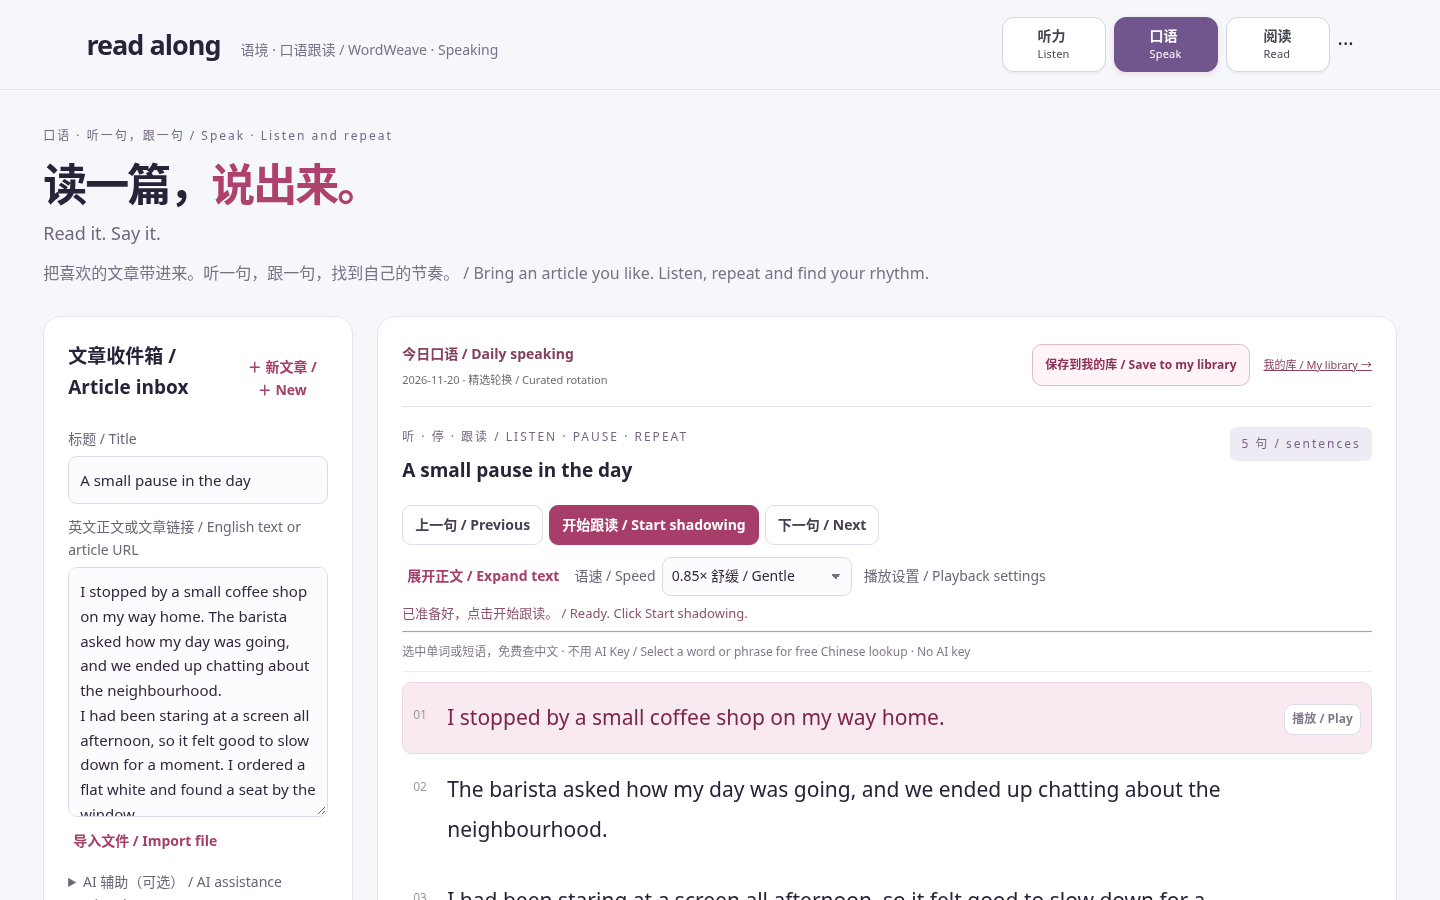 read along
语境 · 口语跟读 / WordWeave · Speaking
听力
Listen
口语
Speak
阅读
Read
···
口语 · 听一句，跟一句 / Speak · Listen and repeat
读一篇，说出来。
Read it. Say it.
把喜欢的文章带进来。听一句，跟一句，找到自己的节奏。 / Bring an article you like. Listen, repeat and find your rhythm.
文章收件箱 /
Article inbox
＋ 新文章 /
＋ New
标题 / Title
A small pause in the day
英文正文或文章链接 / English text or
article URL
I stopped by a small coffee shop
on my way home. The barista
asked how my day was going,
and we ended up chatting about
the neighbourhood.
I had been staring at a screen all
afternoon, so it felt good to slow
down for a moment. I ordered a
flat white and found a seat by the
window.
导入文件 / Import file
AI 辅助（可选） / AI assistance
今日口语 / Daily speaking
2026-11-20 · 精选轮换 / Curated rotation
保存到我的库 / Save to my library
我的库 / My library →
听 · 停 · 跟读 / LISTEN · PAUSE · REPEAT
A small pause in the day
5 句 / sentences
上一句 / Previous
开始跟读 / Start shadowing
下一句 / Next
展开正文 / Expand text
语速 / Speed
0.85× 舒缓 / Gentle
播放设置 / Playback settings
已准备好，点击开始跟读。 / Ready. Click Start shadowing.
选中单词或短语，免费查中文 · 不用 AI Key / Select a word or phrase for free Chinese lookup · No AI key
01
I stopped by a small coffee shop on my way home.
播放 / Play
02
The barista asked how my day was going, and we ended up chatting about the
neighbourhood.
03
I had been staring at a screen all afternoon, so it felt good to slow down for a